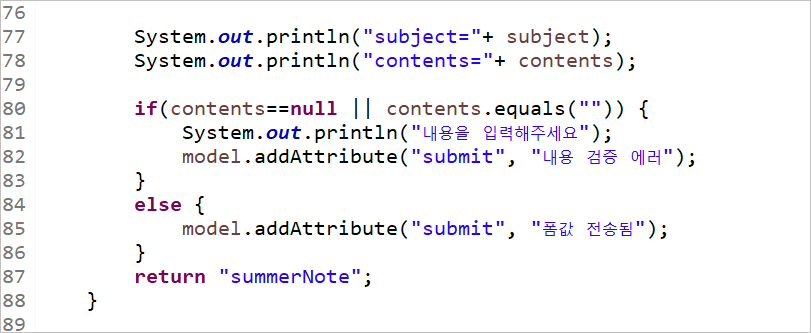 76
77 System.out.println("subject="+ subject);
78 System.out.println("contents="+ contents);
79
80 if(contents==null || contents.equals("")) {
81 System.out.println("내용을 입력해주세요");
82 model.addAttribute("submit", "내용 검증 에러");
83 }
84 else {
85 model.addAttribute("submit", "폼값 전송됨");
86 }
87 return "summerNote";
88 }
89